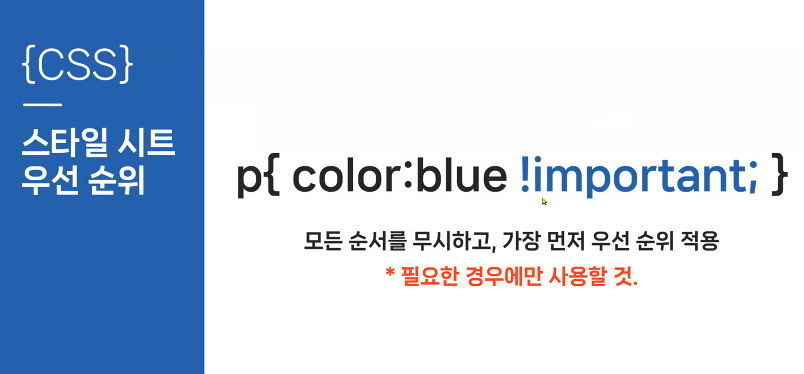 {CSS}
스타일 시트
우선 순위
p{ color:blue !important; }
모든 순서를 무시하고, 가장 먼저 우선 순위 적용
* 필요한 경우에만 사용할 것.